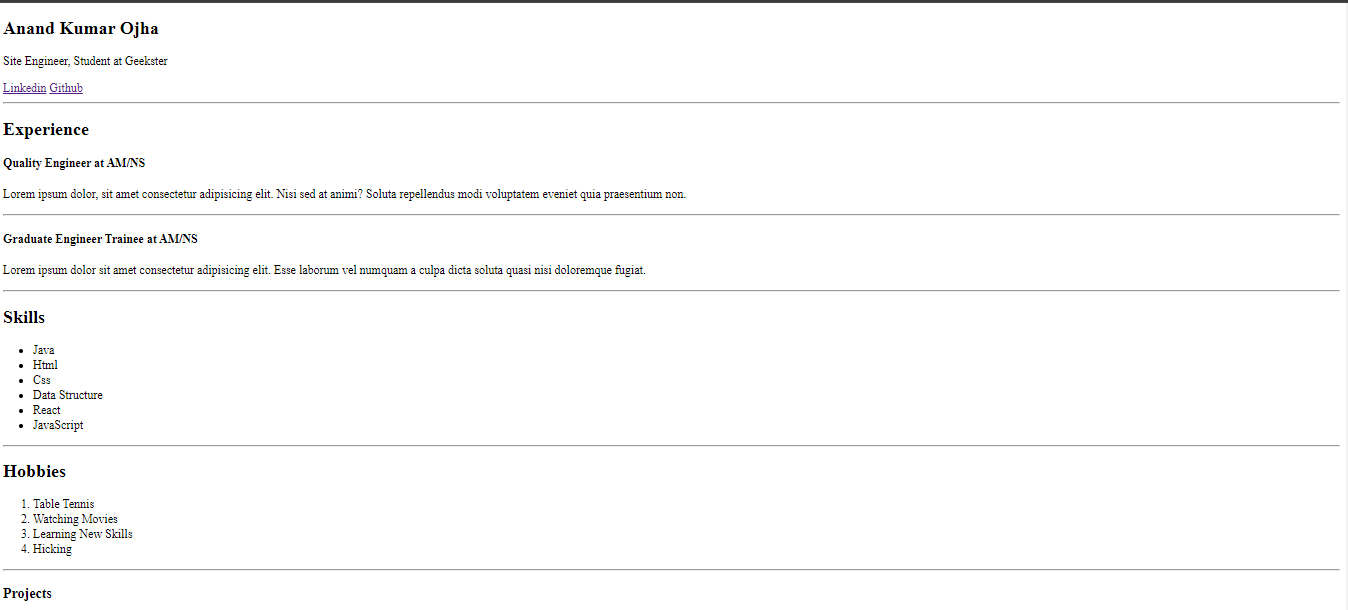 Anand Kumar Ojha
Site Engineer, Student at Geekster
Linkedin Github
Experience
Quality Engineer at AM/NS
Lorem ipsum dolor, sit amet consectetur adipisicing elit. Nisi sed at animi? Soluta repellendus modi voluptatem eveniet quia praesentium non.
Graduate Engineer Trainee at AM/NS
Lorem ipsum dolor sit amet consectetur adipisicing elit. Esse laborum vel numquam a culpa dicta soluta quasi nisi doloremque fugiat.
Skills
• Java
• Html
• Css
• Data Structure
• React
• JavaScript
Hobbies
1. Table Tennis
2. Watching Movies
3. Learning New Skills
4. Hicking
Projects